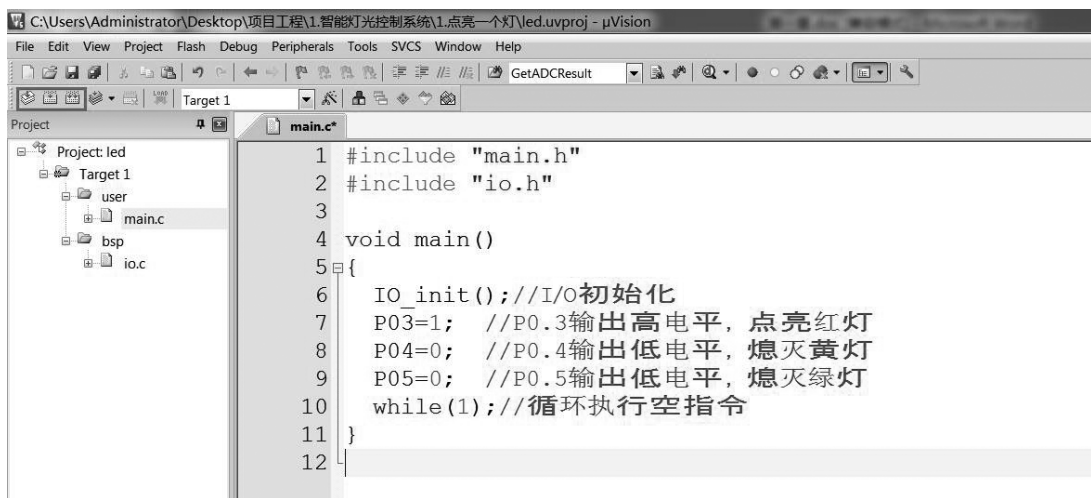 C:\Users\Administrator\Desktop\项目工程\1.智能灯光控制系统\1.点亮一个灯\led.uvproj - μVision
File Edit View Project Flash Debug Peripherals Tools SVCS Window Help
GetADCResult
Target 1
Project
main.c*
Project: led
Target 1
user
main.c
bsp
io.c
1 #include "main.h"
2 #include "io.h"
3
4 void main()
5 {
6 IO_init();//I/O初始化
7 P03=1; //P0.3输出高电平, 点亮红灯
8 P04=0; //P0.4输出低电平, 熄灭黄灯
9 P05=0; //P0.5输出低电平, 熄灭绿灯
10 while(1);//循环执行空指令
11 }
12